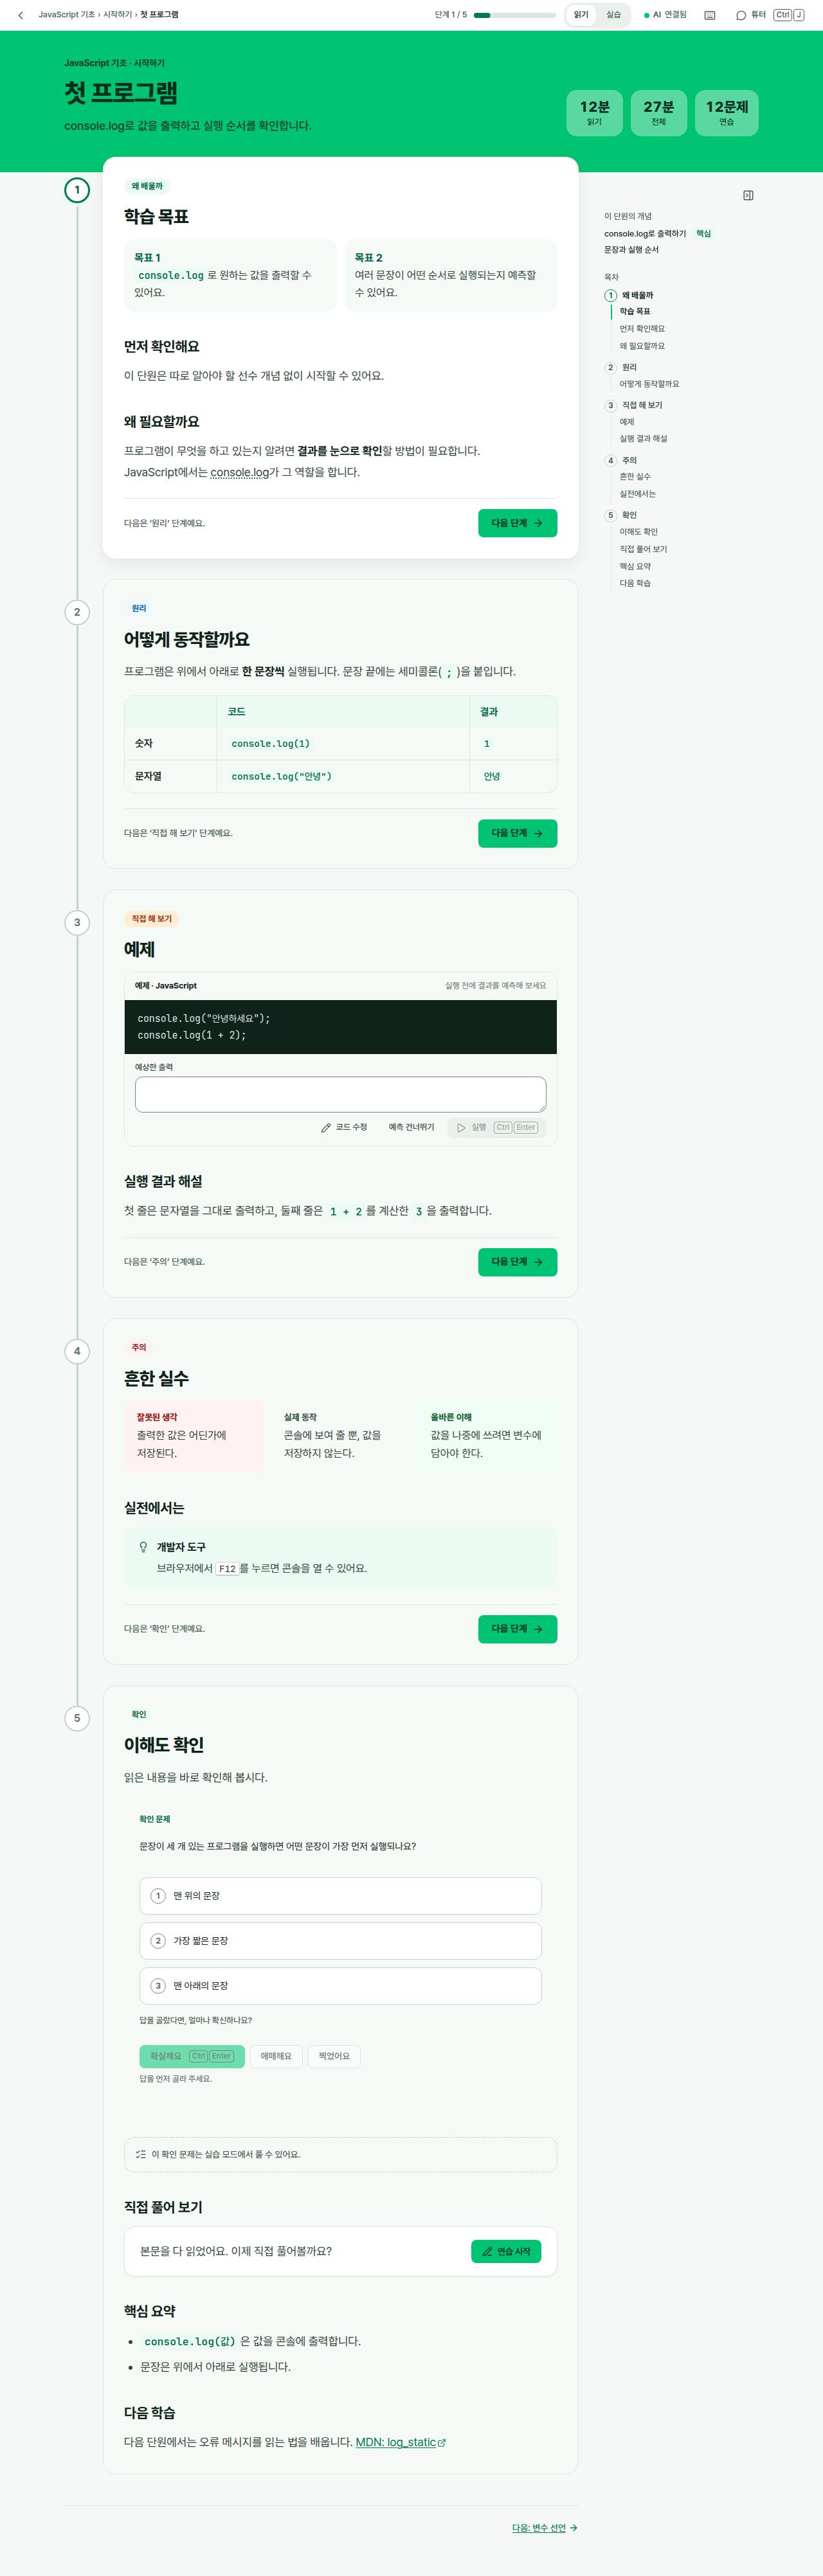 JavaScript 기초 › 시작하기 › 첫 프로그램
단계 1 / 5
읽기
실습
AI 연결됨
튜터 Ctrl J
JavaScript 기초 · 시작하기
첫 프로그램
console.log로 값을 출력하고 실행 순서를 확인합니다.
12분
읽기
27분
전체
12문제
연습
1
왜 배울까
학습 목표
목표 1
console.log 로 원하는 값을 출력할 수
있어요.
목표 2
여러 문장이 어떤 순서로 실행되는지 예측할
수 있어요.
먼저 확인해요
이 단원은 따로 알아야 할 선수 개념 없이 시작할 수 있어요.
왜 필요할까요
프로그램이 무엇을 하고 있는지 알려면 결과를 눈으로 확인할 방법이 필요합니다.
JavaScript에서는 console.log가 그 역할을 합니다.
다음은 ‘원리’ 단계예요.
다음 단계
이 단원의 개념
console.log로 출력하기 핵심
문장과 실행 순서
목차
1 왜 배울까
학습 목표
먼저 확인해요
왜 필요할까요
2 원리
어떻게 동작할까요
3 직접 해 보기
예제
실행 결과 해설
4 주의
흔한 실수
실전에서는
5 확인
이해도 확인
직접 풀어 보기
핵심 요약
다음 학습
2
원리
어떻게 동작할까요
프로그램은 위에서 아래로 한 문장씩 실행됩니다. 문장 끝에는 세미콜론( ; )을 붙입니다.
코드 결과
숫자 console.log(1) 1
문자열 console.log("안녕") 안녕
다음은 ‘직접 해 보기’ 단계예요.
다음 단계
3
직접 해 보기
예제
예제 · JavaScript
실행 전에 결과를 예측해 보세요
console.log("안녕하세요");
console.log(1 + 2);
예상한 출력
코드 수정
예측 건너뛰기
실행 Ctrl Enter
실행 결과 해설
첫 줄은 문자열을 그대로 출력하고, 둘째 줄은 1 + 2 를 계산한 3 을 출력합니다.
다음은 ‘주의’ 단계예요.
다음 단계
4
주의
흔한 실수
잘못된 생각
출력한 값은 어딘가에
저장된다.
실제 동작
콘솔에 보여 줄 뿐, 값을
저장하지 않는다.
올바른 이해
값을 나중에 쓰려면 변수에
담아야 한다.
실전에서는
개발자 도구
브라우저에서 F12를 누르면 콘솔을 열 수 있어요.
다음은 ‘확인’ 단계예요.
다음 단계
5
확인
이해도 확인
읽은 내용을 바로 확인해 봅시다.
확인 문제
문장이 세 개 있는 프로그램을 실행하면 어떤 문장이 가장 먼저 실행되나요?
1 맨 위의 문장
2 가장 짧은 문장
3 맨 아래의 문장
답을 골랐다면, 얼마나 확신하나요?
확실해요 Ctrl Enter
애매해요
찍었어요
답을 먼저 골라 주세요.
이 확인 문제는 실습 모드에서 풀 수 있어요.
직접 풀어 보기
본문을 다 읽었어요. 이제 직접 풀어볼까요?
연습 시작
핵심 요약
• console.log(값) 은 값을 콘솔에 출력합니다.
• 문장은 위에서 아래로 실행됩니다.
다음 학습
다음 단원에서는 오류 메시지를 읽는 법을 배웁니다. MDN: log_static
다음: 변수 선언